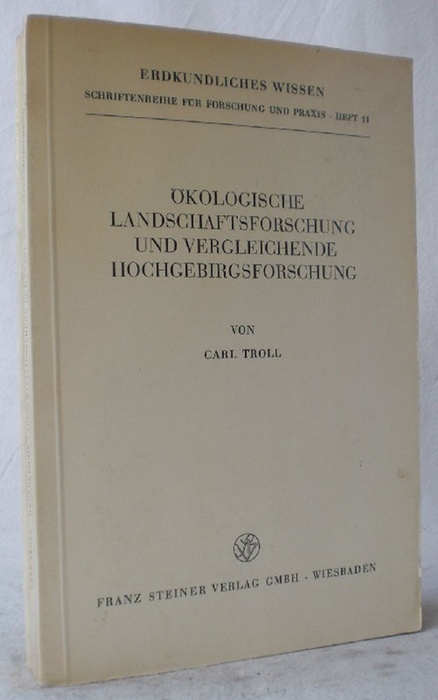 ERDKUNDLICHES WISSEN
SCHRIFTENREIHE FÜR FORSCHUNG UND PRAXIS · HEFT 11
ÖKOLOGISCHE
LANDSCHAFTSFORSCHUNG
UND VERGLEICHENDE
HOCHGEBIRGSFORSCHUNG
VON
CARL TROLL
FRANZ STEINER VERLAG GMBH · WIESBADEN